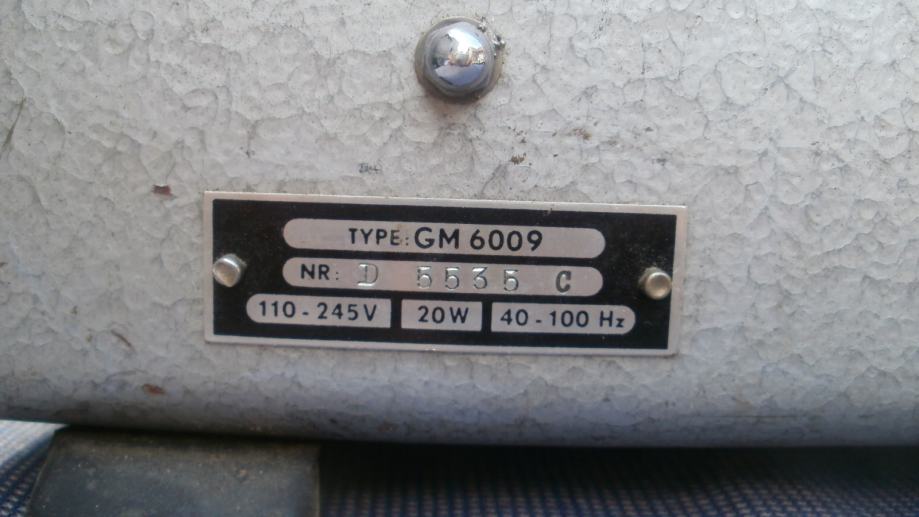 TYPE: GM 6009
NR: D 5535 C
110 - 245V 20W 40 - 100 Hz